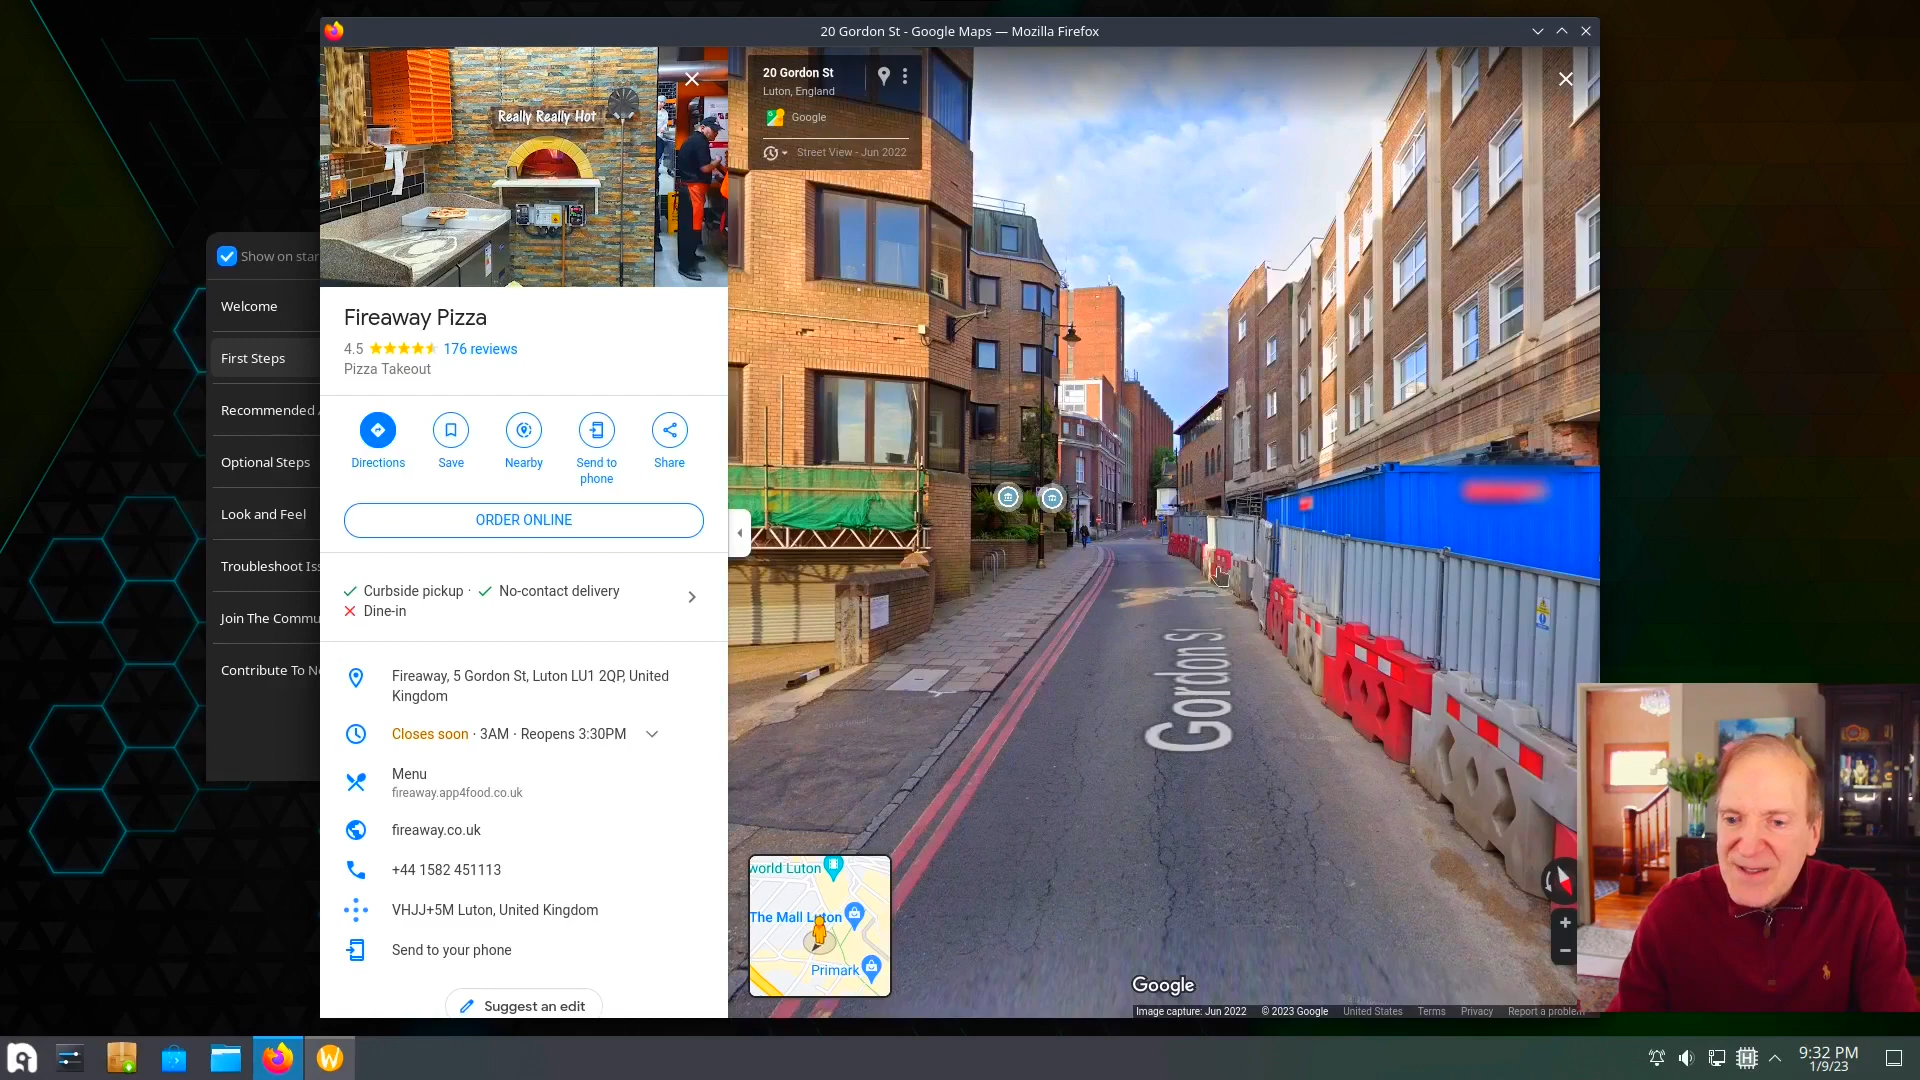 20 Gordon St - Google Maps — Mozilla Firefox
Really Really Hot
20 Gordon St
Luton, England
Google
Street View - Jun 2022
Show on star
Welcome
First Steps
Recommended
Optional Steps
Look and Feel
Troubleshoot Iss
Join The Commu
Contribute To N
Fireaway Pizza
4.5 176 reviews
Pizza Takeout
Directions
Save
Nearby
Send to
phone
Share
ORDER ONLINE
Curbside pickup · No-contact delivery
Dine-in
Fireaway, 5 Gordon St, Luton LU1 2QP, United
Kingdom
Closes soon · 3AM · Reopens 3:30PM
Menu
fireaway.app4food.co.uk
fireaway.co.uk
+44 1582 451113
VHJJ+5M Luton, United Kingdom
Send to your phone
Suggest an edit
Gordon St
world Luton
The Mall Luton
Primark
Google
Image capture: Jun 2022 © 2023 Google United States Terms Privacy Report a problem
9:32 PM
1/9/23